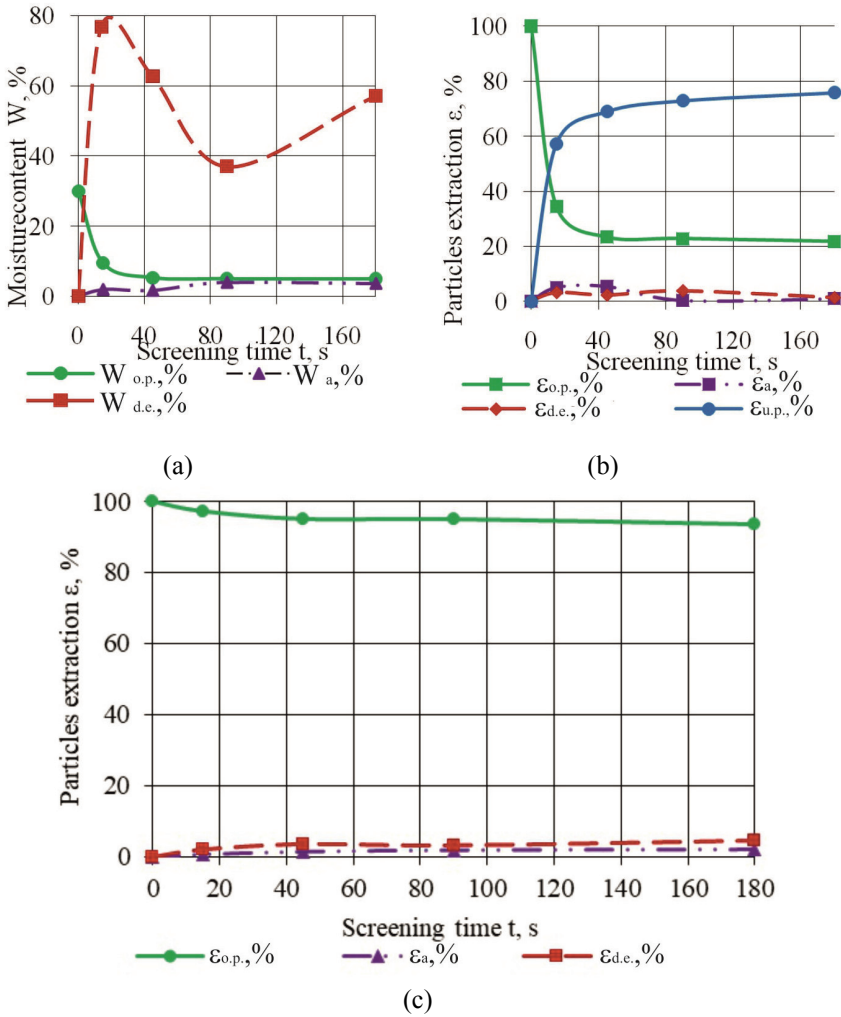 80
60
40
20
0
Moisturecontent W, %
0 40 80 120 160
Screening time t, s
W o.p.,% W a,%
W d.e.,%
(a)
100
80
60
40
20
0
Particles extraction ε, %
0 40 80 120 160
Screening time t, s
εo.p.,% εa,%
εd.e.,% εu.p.,%
(b)
100
80
60
40
20
0
Particles extraction ε, %
0 20 40 60 80 100 120 140 160 180
Screening time t, s
εo.p.,% εa,% εd.e.,%
(c)